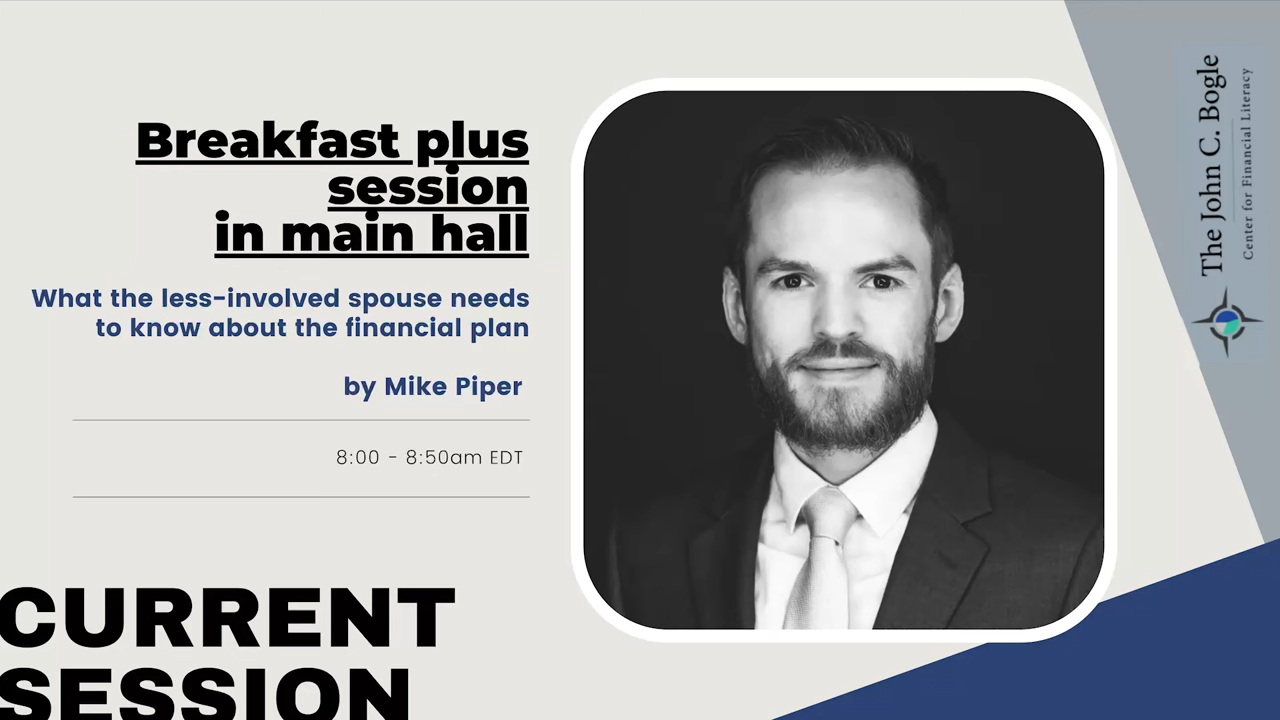 Breakfast plus
session
in main hall
What the less-involved spouse needs
to know about the financial plan
by Mike Piper
8:00 - 8:50am EDT
CURRENT
SESSION
The John C. Bogle
Center for Financial Literacy